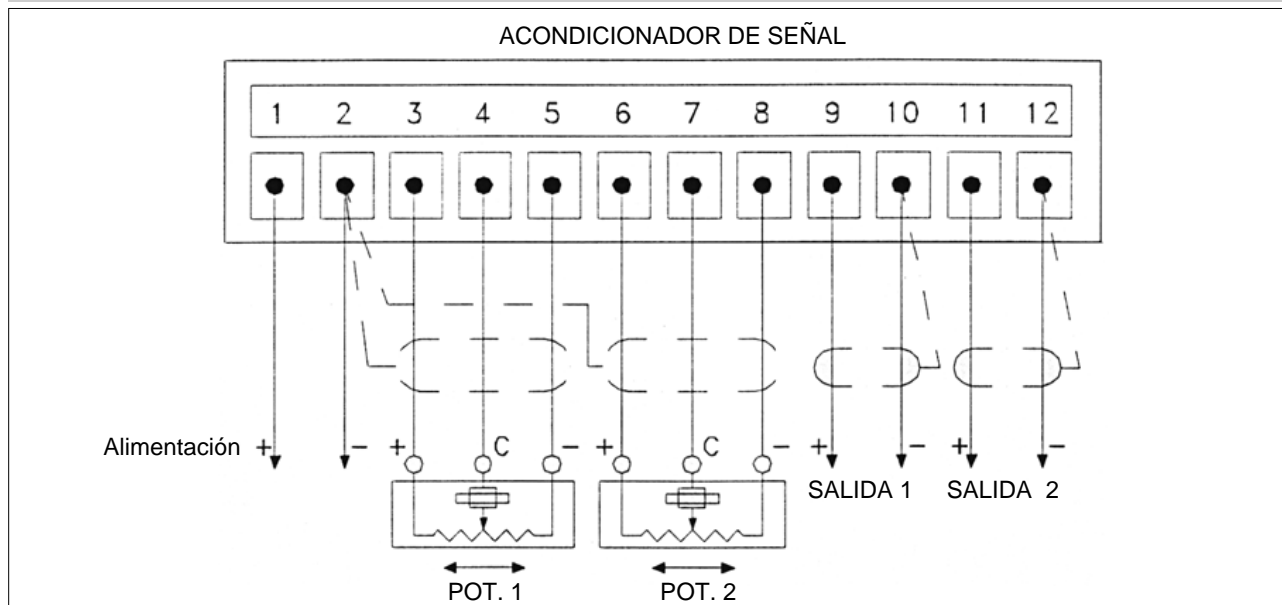 ACONDICIONADOR DE SEÑAL
1 2 3 4 5 6 7 8 9 10 11 12
Alimentación + − + C − + C − + − + −
SALIDA 1 SALIDA 2
POT. 1 POT. 2